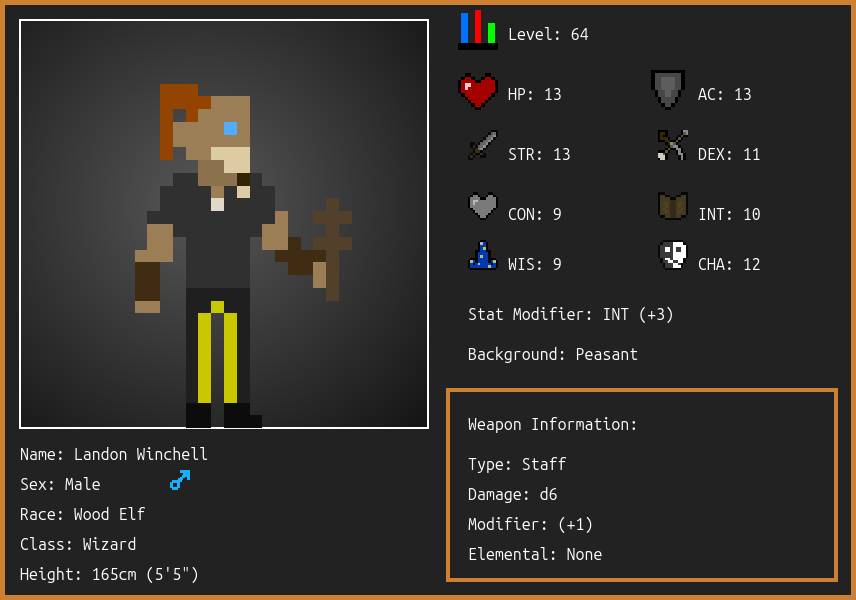 Level: 64
HP: 13
AC: 13
STR: 13
DEX: 11
CON: 9
INT: 10
WIS: 9
CHA: 12
Stat Modifier: INT (+3)
Background: Peasant
Weapon Information:
Type: Staff
Damage: d6
Modifier: (+1)
Elemental: None
Name: Landon Winchell
Sex: Male
Race: Wood Elf
Class: Wizard
Height: 165cm (5'5")